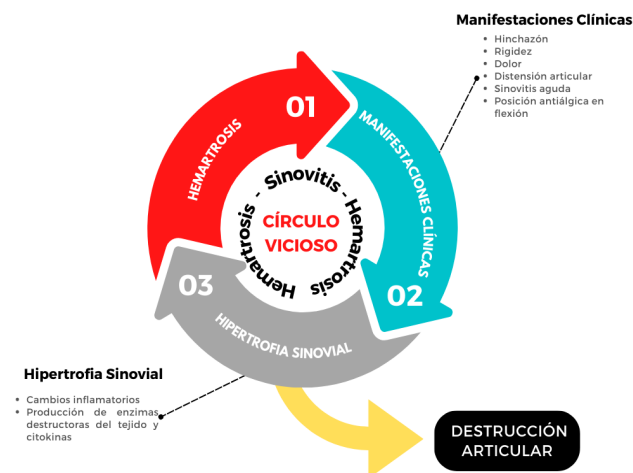 Manifestaciones Clínicas
• Hinchazón
• Rigidez
• Dolor
• Distensión articular
• Sinovitis aguda
• Posición antiálgica en
flexión
01
HEMARTROSIS
MANIFESTACIONES CLÍNICAS
02
Hemartrosis - Sinovitis - Hemartrosis
CÍRCULO
VICIOSO
03
HIPERTROFIA SINOVIAL
Hipertrofia Sinovial
• Cambios inflamatorios
• Producción de enzimas
destructoras del tejido y
citokinas
DESTRUCCIÓN
ARTICULAR